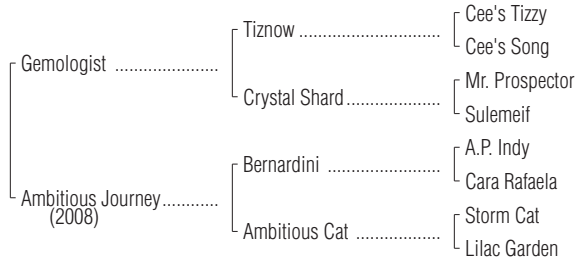 Cee's Tizzy
Tiznow
Cee's Song
Gemologist
Mr. Prospector
Crystal Shard
Sulemeif
A.P. Indy
Bernardini
Cara Rafaela
Ambitious Journey
(2008)
Storm Cat
Ambitious Cat
Lilac Garden